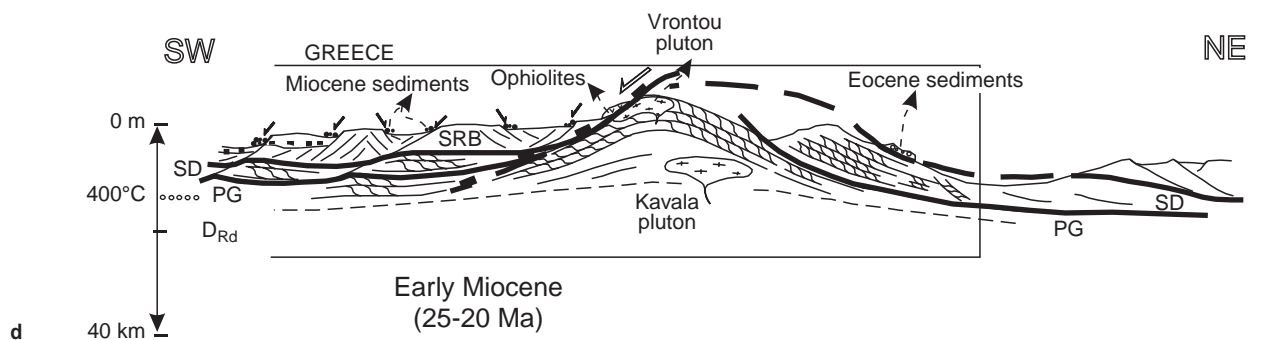 Vrontou
pluton
SW
NE
GREECE
Miocene sediments
Ophiolites
Eocene sediments
0 m
SRB
SD
400°C
PG
Kavala
pluton
SD
DRd
PG
Early Miocene
(25-20 Ma)
d
40 km